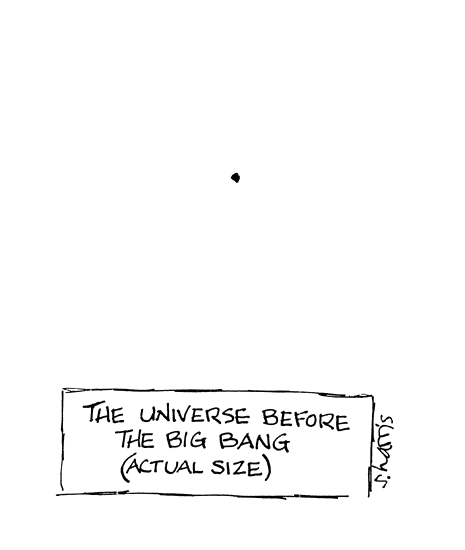 THE UNIVERSE BEFORE
THE BIG BANG
(ACTUAL SIZE)
s.harris